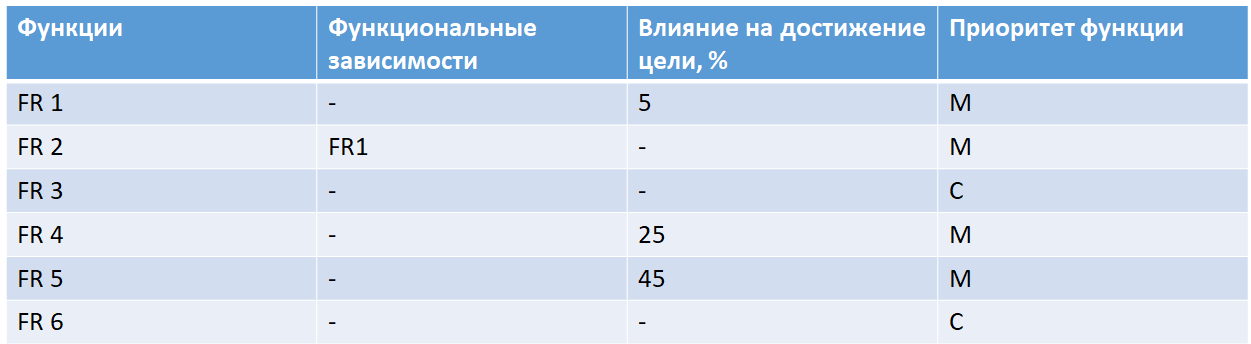 Функции
Функциональные
зависимости
Влияние на достижение
цели, %
Приоритет функции
FR 1 - 5 M
FR 2 FR1 - M
FR 3 - - C
FR 4 - 25 M
FR 5 - 45 M
FR 6 - - C